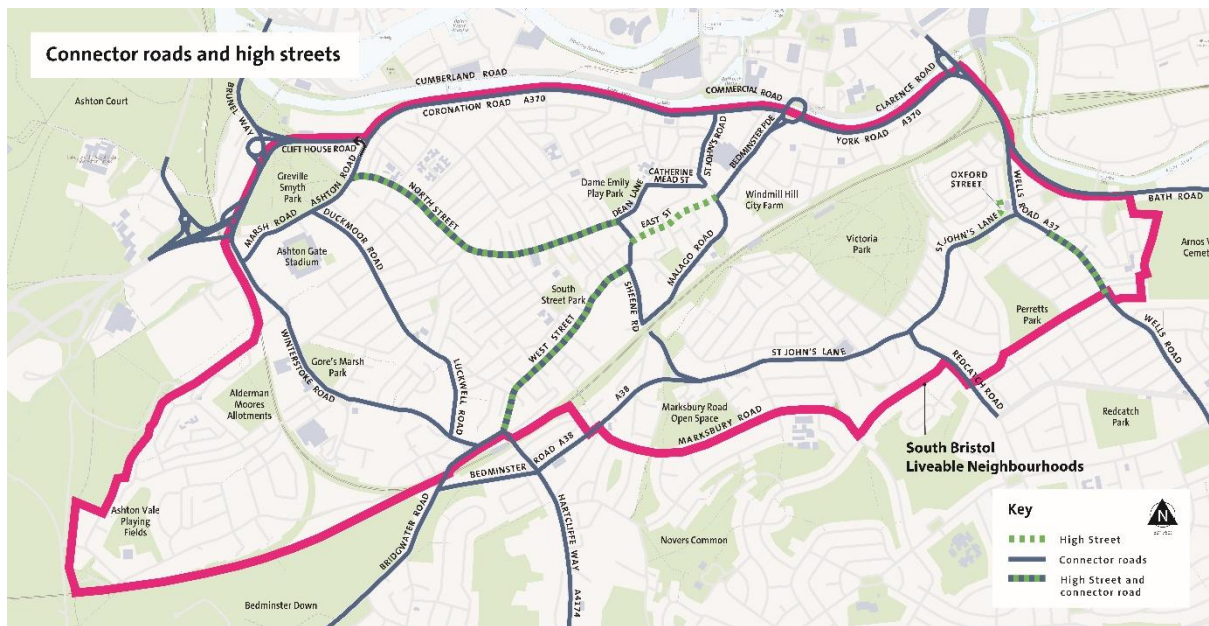 Connector roads and high streets
Ashton Court
BRUNEL WAY
CUMBERLAND ROAD
CORONATION ROAD A370
COMMERCIAL ROAD
CLARENCE ROAD
YORK ROAD A370
CLIFT HOUSE ROAD
Greville
Smyth
Park
MARSH ROAD
ASHTON ROAD
DUCKMOOR ROAD
Ashton Gate
Stadium
NORTH STREET
Dame Emily
Play Park
DEAN LANE
CATHERINE
MEAD ST
ST JOHN'S ROAD
BEDMINSTER PDE
EAST ST
Windmill Hill
City Farm
MALAGO ROAD
Victoria
Park
OXFORD
STREET
WELLS ROAD A37
BATH ROAD
ST JOHN'S LANE
Arnos V
Cemet
Perretts
Park
WELLS ROAD
South
Street Park
SHEENE RD
WEST STREET
WINTERSTOKE ROAD
Gore's Marsh
Park
LUCKWELL ROAD
Alderman
Moores
Allotments
ST JOHN'S LANE
REDCATCH ROAD
A38
Marksbury Road
Open Space
MARKSBURY ROAD
Redcatch
Park
BEDMINSTER ROAD A38
South Bristol
Liveable Neighbourhoods
Ashton Vale
Playing
Fields
BRIDGWATER ROAD
HARTCLIFFE WAY
A4174
Novers Common
Bedminster Down
Key
N
High Street
Connector roads
High Street and
connector road